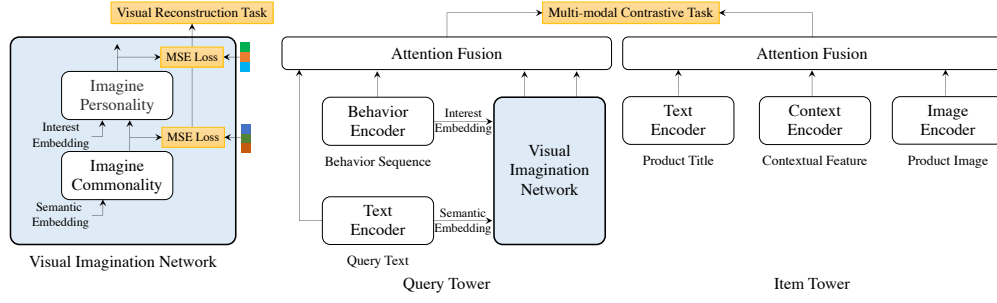 Visual Reconstruction Task
MSE Loss
Imagine
Personality
Interest
Embedding
MSE Loss
Imagine
Commonality
Semantic
Embedding
Visual Imagination Network
Multi-modal Contrastive Task
Attention Fusion
Behavior
Encoder
Behavior Sequence
Interest
Embedding
Visual
Imagination
Network
Text
Encoder
Query Text
Semantic
Embedding
Query Tower
Attention Fusion
Text
Encoder
Product Title
Context
Encoder
Contextual Feature
Image
Encoder
Product Image
Item Tower